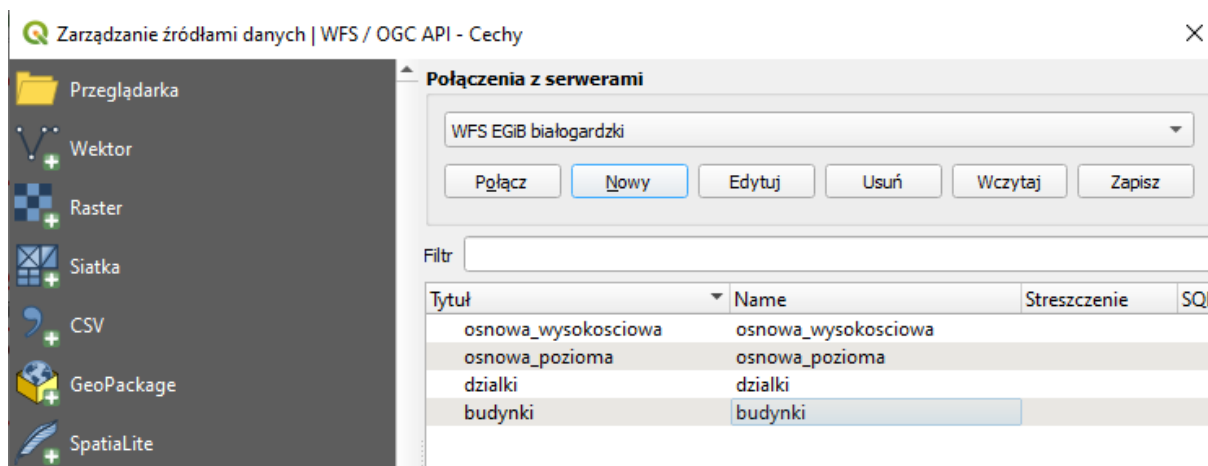 Zarządzanie źródłami danych | WFS / OGC API - Cechy
Przeglądarka
Wektor
Raster
Siatka
CSV
GeoPackage
SpatiaLite
Połączenia z serwerami
WFS EGiB białogardzki
Połącz Nowy Edytuj Usuń Wczytaj Zapisz
Filtr
Tytuł Name Streszczenie SQL
osnowa_wysokosciowa osnowa_wysokosciowa
osnowa_pozioma osnowa_pozioma
dzialki dzialki
budynki budynki